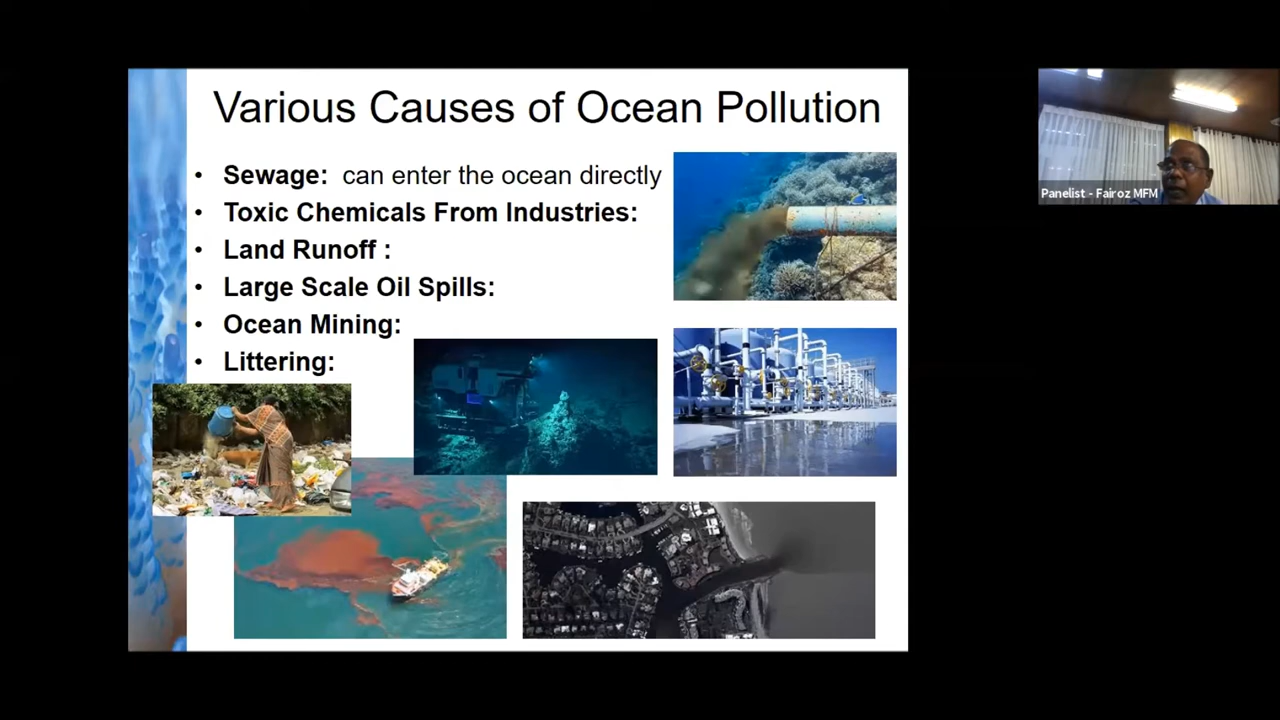 Various Causes of Ocean Pollution
• Sewage: can enter the ocean directly
• Toxic Chemicals From Industries:
• Land Runoff :
• Large Scale Oil Spills:
• Ocean Mining:
• Littering:
Panelist - Fairoz MFM